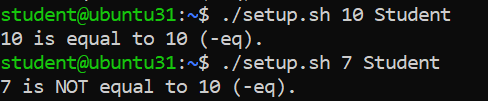 student@ubuntu31:~$ ./setup.sh 10 Student
10 is equal to 10 (-eq).
student@ubuntu31:~$ ./setup.sh 7 Student
7 is NOT equal to 10 (-eq).